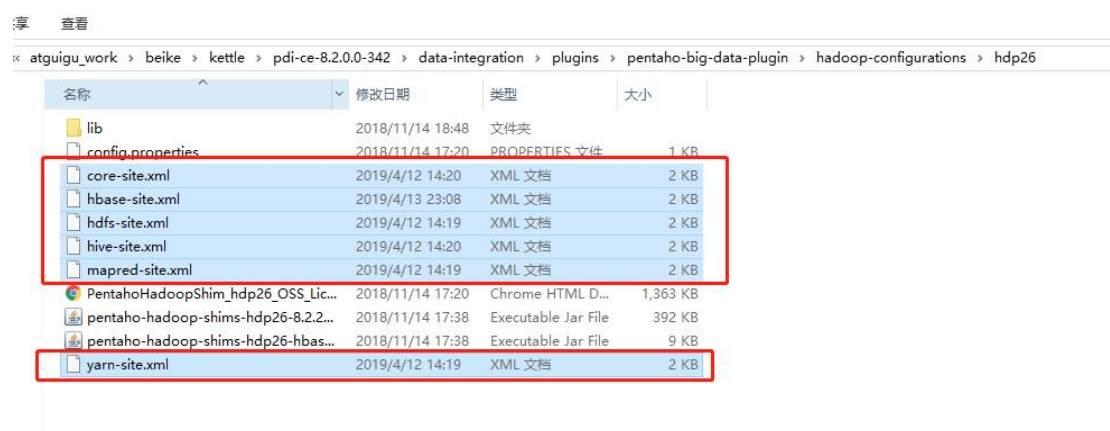 享 查看
« atguigu_work › beike › kettle › pdi-ce-8.2.0.0-342 › data-integration › plugins › pentaho-big-data-plugin › hadoop-configurations › hdp26
名称 修改日期 类型 大小
lib 2018/11/14 18:48 文件夹
config.properties 2018/11/14 17:20 PROPERTIES 文件 1 KB
core-site.xml 2019/4/12 14:20 XML 文档 2 KB
hbase-site.xml 2019/4/13 23:08 XML 文档 2 KB
hdfs-site.xml 2019/4/12 14:19 XML 文档 2 KB
hive-site.xml 2019/4/12 14:20 XML 文档 2 KB
mapred-site.xml 2019/4/12 14:19 XML 文档 2 KB
PentahoHadoopShim_hdp26_OSS_Lic... 2018/11/14 17:20 Chrome HTML D... 1,363 KB
pentaho-hadoop-shims-hdp26-8.2.2... 2018/11/14 17:38 Executable Jar File 392 KB
pentaho-hadoop-shims-hdp26-hbas... 2018/11/14 17:38 Executable Jar File 9 KB
yarn-site.xml 2019/4/12 14:19 XML 文档 2 KB